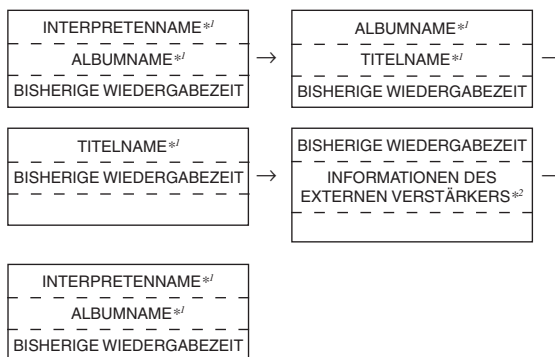 INTERPRETENNAME*1
ALBUMNAME*1
BISHERIGE WIEDERGABEZEIT
→
ALBUMNAME*1
TITELNAME*1
BISHERIGE WIEDERGABEZEIT
TITELNAME*1
BISHERIGE WIEDERGABEZEIT
→
BISHERIGE WIEDERGABEZEIT
INFORMATIONEN DES
EXTERNEN VERSTÄRKERS*2
INTERPRETENNAME*1
ALBUMNAME*1
BISHERIGE WIEDERGABEZEIT